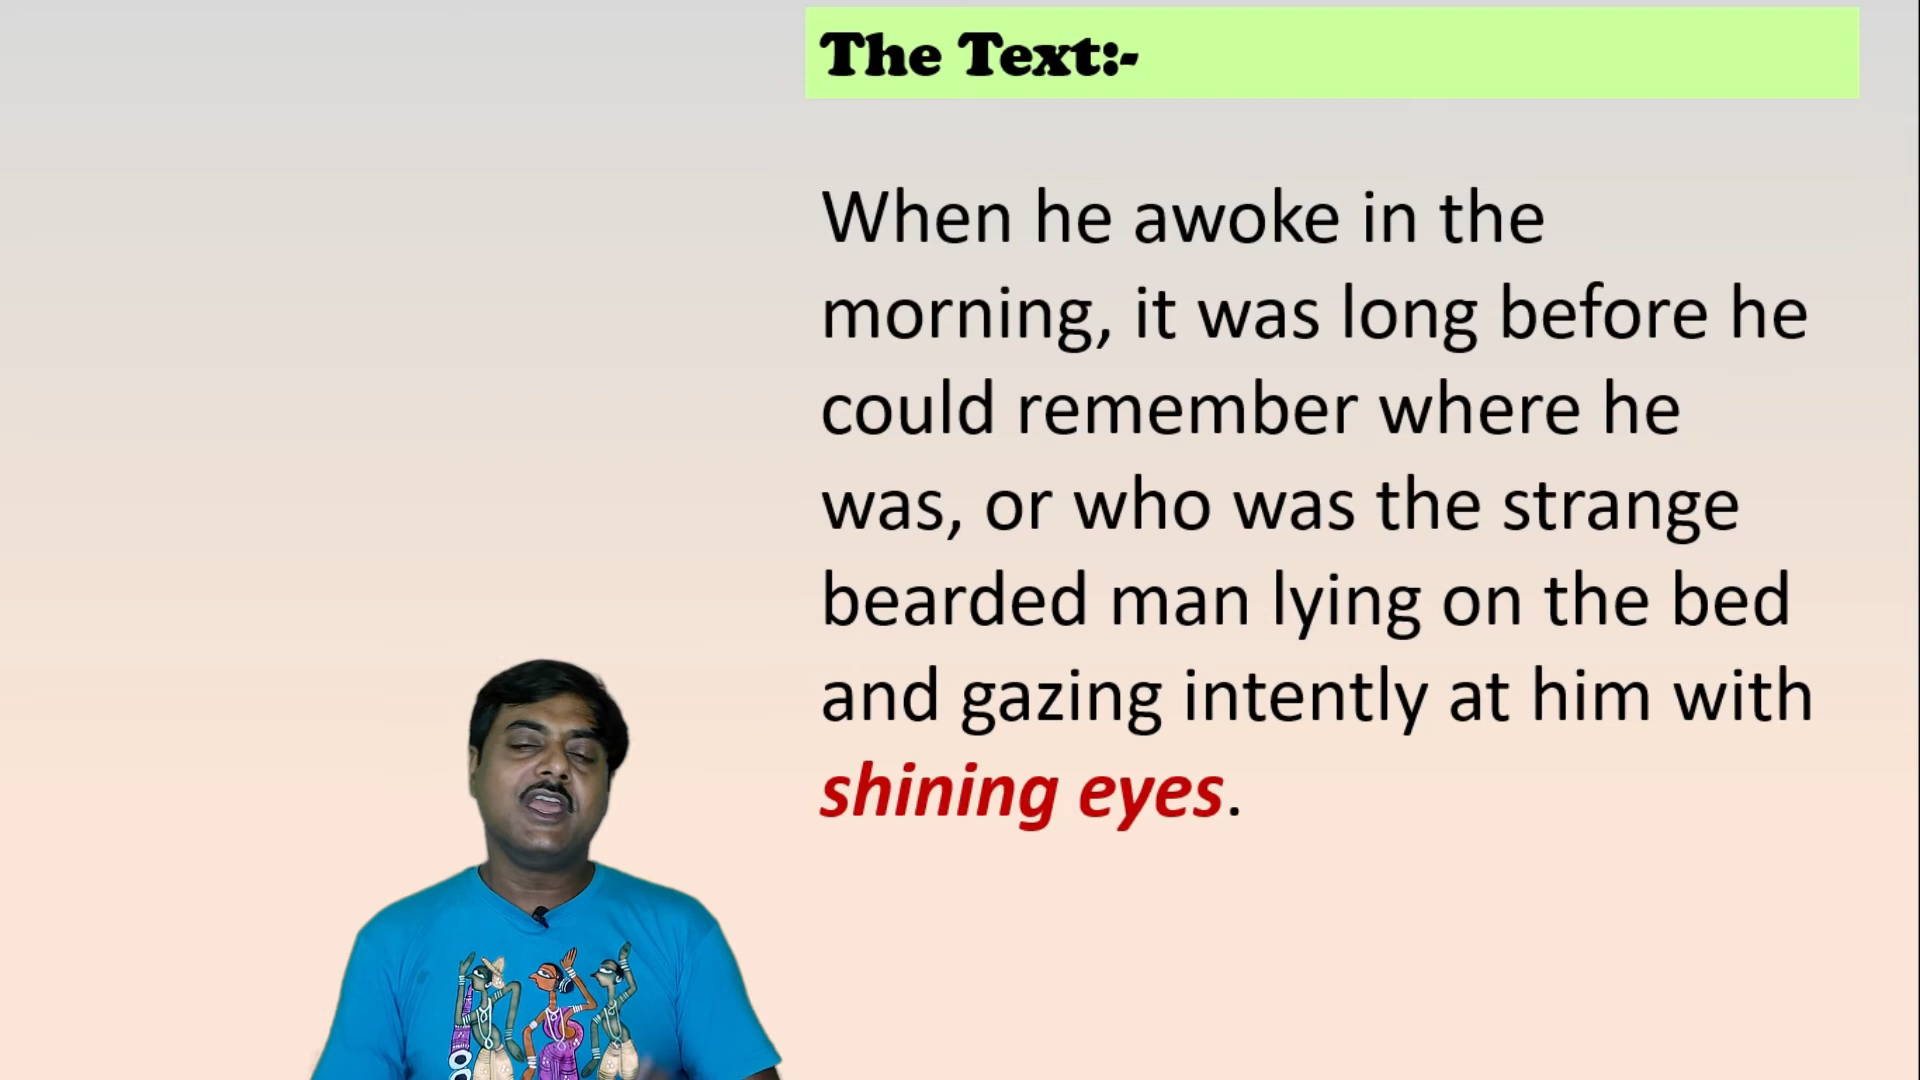 The Text:-
When he awoke in the
morning, it was long before he
could remember where he
was, or who was the strange
bearded man lying on the bed
and gazing intently at him with
shining eyes.